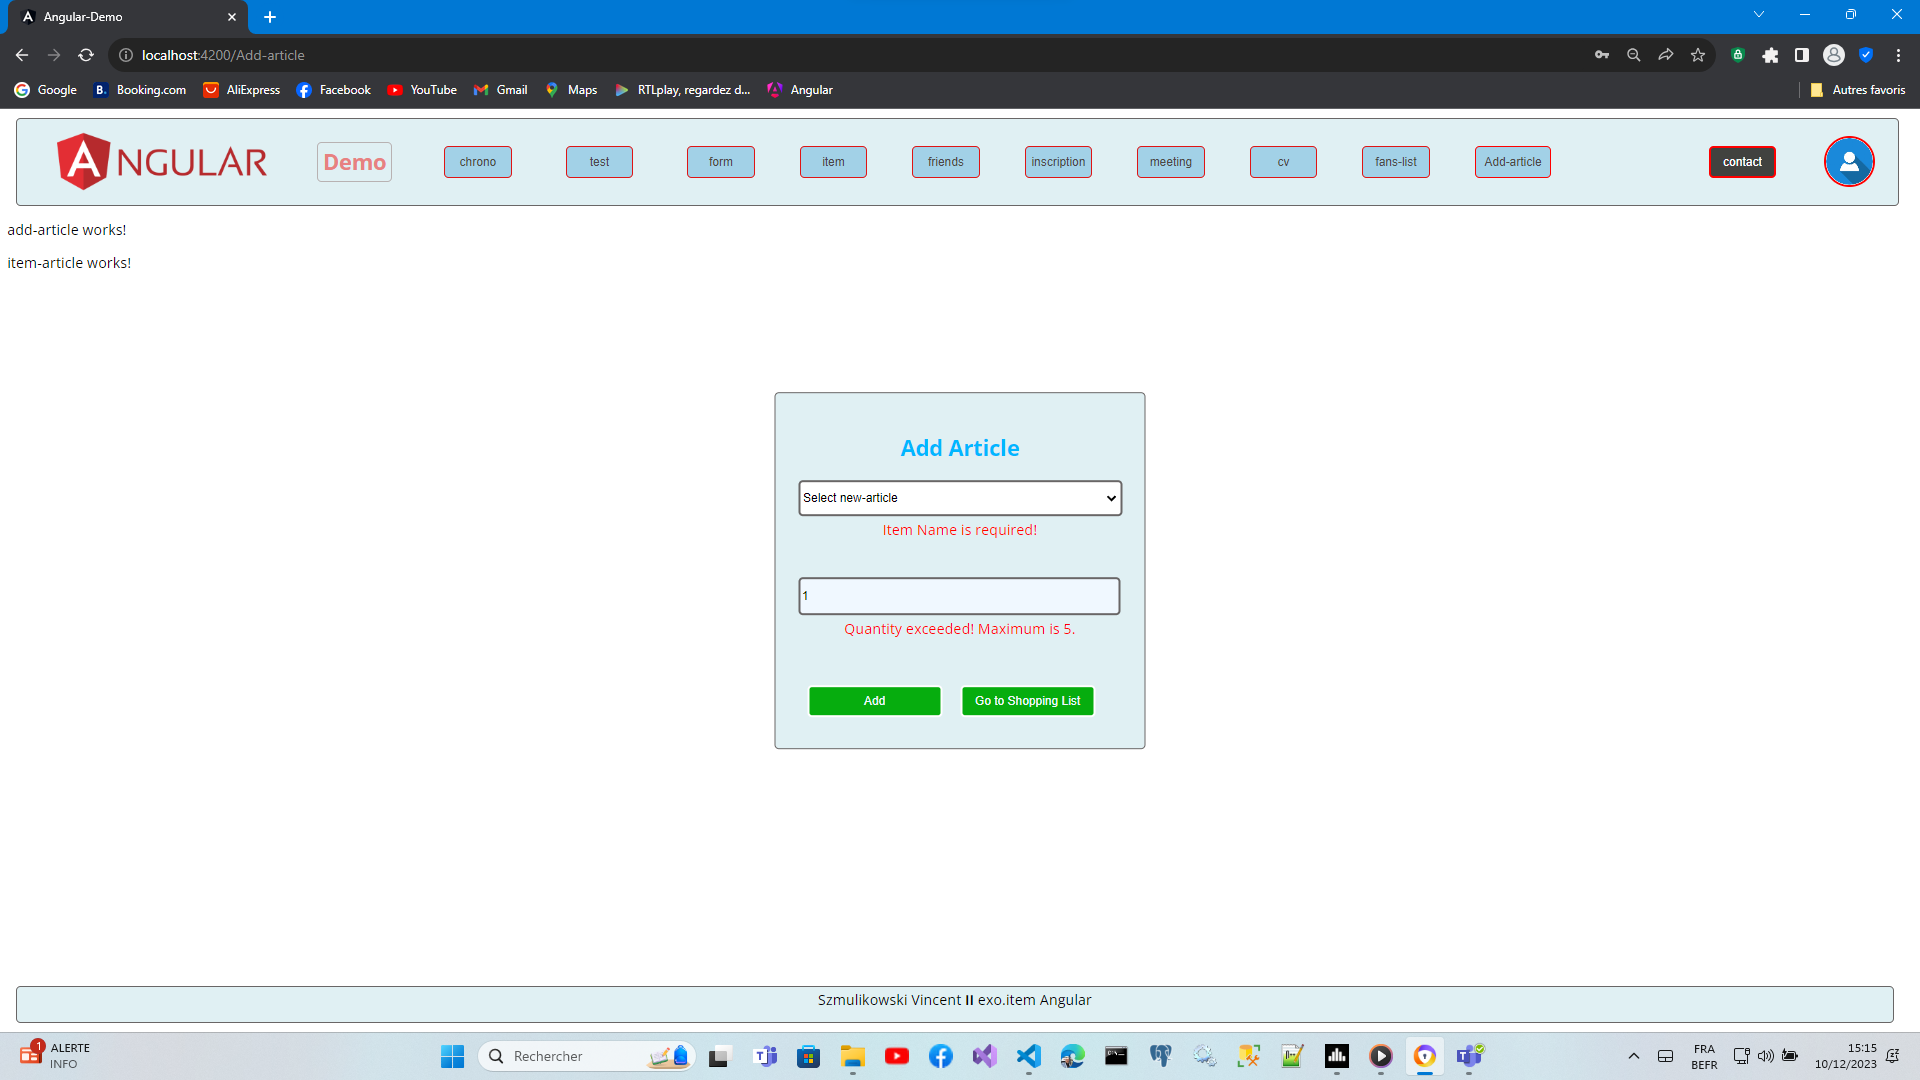 Angular-Demo
localhost:4200/Add-article
Google Booking.com AliExpress Facebook YouTube Gmail Maps RTLplay, regardez d... Angular Autres favoris
ANGULAR Demo chrono test form item friends inscription meeting cv fans-list Add-article contact
add-article works!
item-article works!
Add Article
Select new-article
Item Name is required!
1
Quantity exceeded! Maximum is 5.
Add Go to Shopping List
Szmulikowski Vincent II exo.item Angular
1 ALERTE
INFO
Rechercher
FRA
BEFR
15:15
10/12/2023